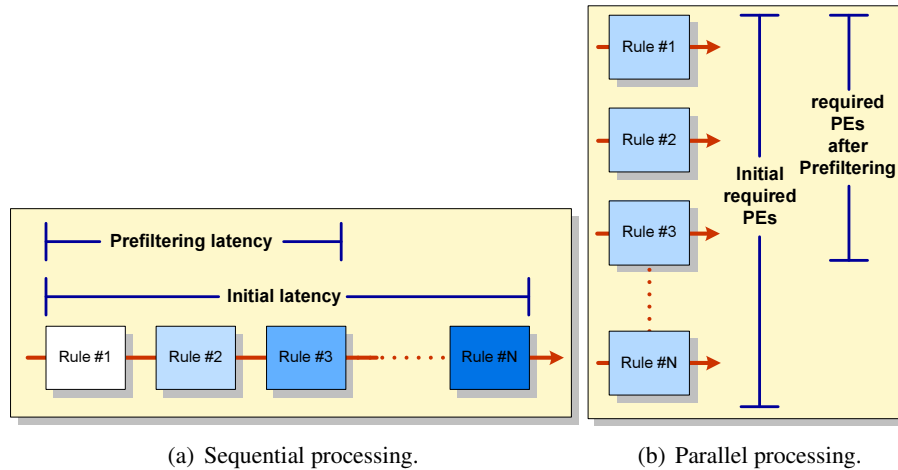 Prefiltering latency
Initial latency
Rule #1
Rule #2
Rule #3
Rule #N
(a) Sequential processing.
Rule #1
Rule #2
Rule #3
Rule #N
Initial
required
PEs
required
PEs
after
Prefiltering
(b) Parallel processing.